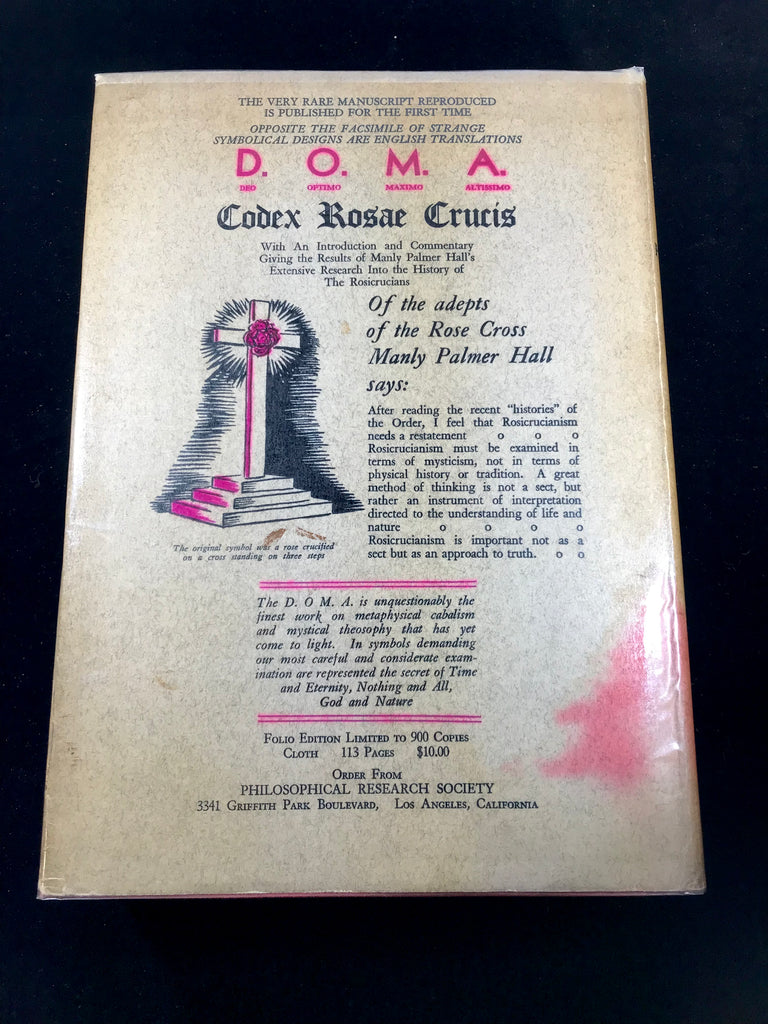 THE VERY RARE MANUSCRIPT REPRODUCED
IS PUBLISHED FOR THE FIRST TIME
OPPOSITE THE FACSIMILE OF STRANGE
SYMBOLICAL DESIGNS ARE ENGLISH TRANSLATIONS
D. O. M. A.
DEO OPTIMO MAXIMO ALTISSIMO
Codex Rosae Crucis
With An Introduction and Commentary
Giving the Results of Manly Palmer Hall's
Extensive Research Into the History of
The Rosicrucians
Of the adepts
of the Rose Cross
Manly Palmer Hall
says:
After reading the recent "histories" of
the Order, I feel that Rosicrucianism
needs a restatement o o o
Rosicrucianism must be examined in
terms of mysticism, not in terms of
physical history or tradition. A great
method of thinking is not a sect, but
rather an instrument of interpretation
directed to the understanding of life and
nature o o o o
Rosicrucianism is important not as a
sect but as an approach to truth. o o
The original symbol was a rose crucified
on a cross standing on three steps
The D. O. M. A. is unquestionably the
finest work on metaphysical cabalism
and mystical theosophy that has yet
come to light. In symbols demanding
our most careful and considerate exam-
ination are represented the secret of Time
and Eternity, Nothing and All,
God and Nature
FOLIO EDITION LIMITED TO 900 COPIES
CLOTH 113 PAGES $10.00
ORDER FROM
PHILOSOPHICAL RESEARCH SOCIETY
3341 GRIFFITH PARK BOULEVARD, LOS ANGELES, CALIFORNIA